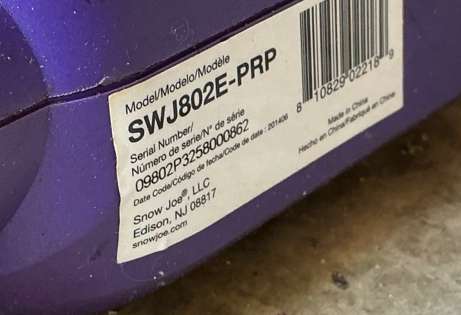 Model/Modelo/Modèle
SWJ802E-PRP
Serial Number/
Número de serie/N° de série
09802P3258000862
Date Code/Código de fecha/Code de date : 201406
Snow Joe®, LLC
Edison, NJ 08817
snowjoe.com
8 10829 02218 9
Made in China
Hecho en China/Fabriqué en Chine